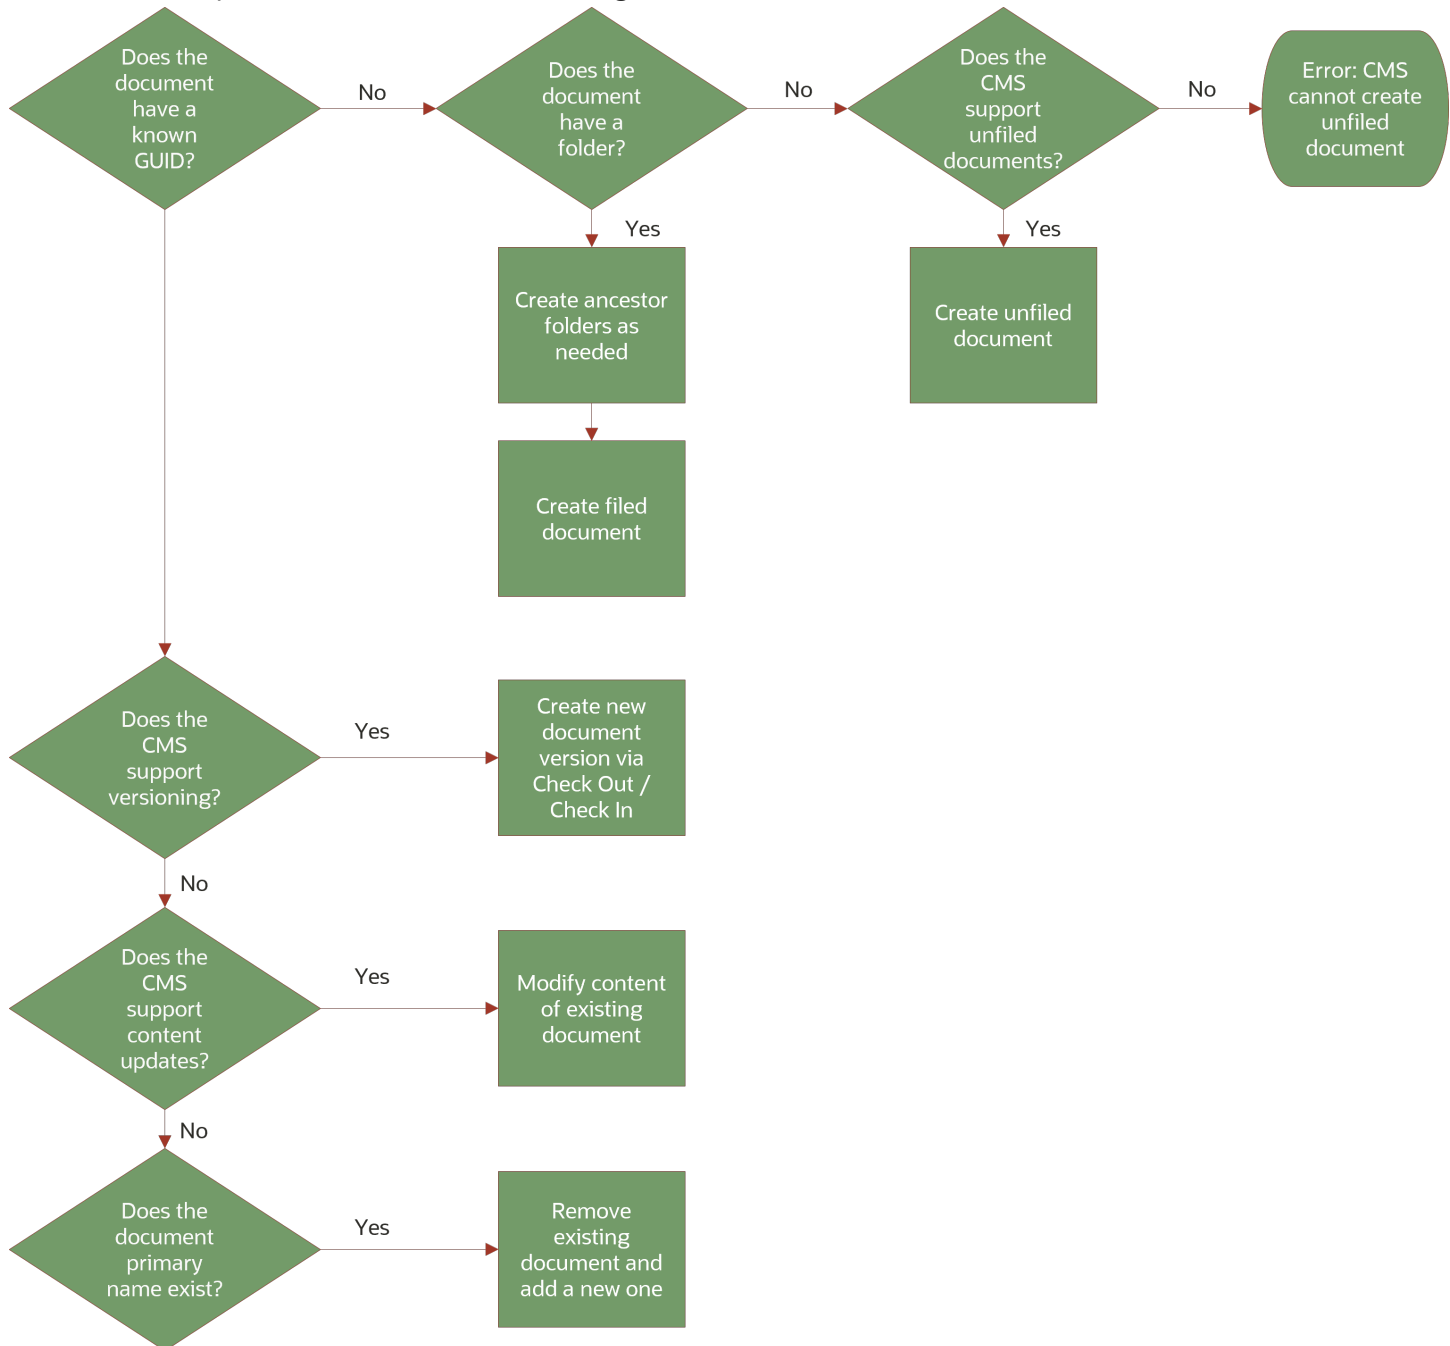 Does the
document
have a
known
GUID?
No
Does the
document
have a
folder?
No
Does the
CMS
support
unfiled
documents?
No
Error: CMS
cannot create
unfiled
document
Yes
Yes
Create ancestor
folders as
needed
Create unfiled
document
Create filed
document
Does the
CMS
support
versioning?
Yes
Create new
document
version via
Check Out /
Check In
No
Does the
CMS
support
content
updates?
Yes
Modify content
of existing
document
No
Does the
document
primary
name exist?
Yes
Remove
existing
document and
add a new one